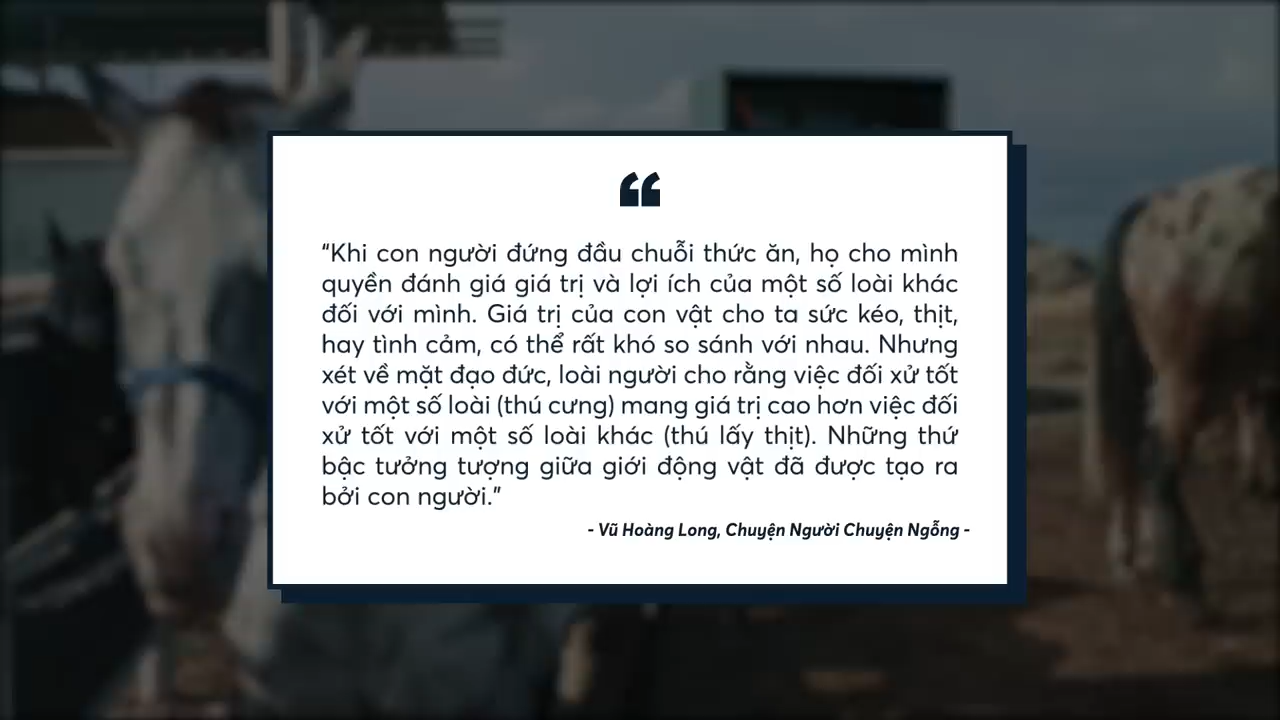 “Khi con người đứng đầu chuỗi thức ăn, họ cho mình
quyền đánh giá giá trị và lợi ích của một số loài khác
đối với mình. Giá trị của con vật cho ta sức kéo, thịt,
hay tình cảm, có thể rất khó so sánh với nhau. Nhưng
xét về mặt đạo đức, loài người cho rằng việc đối xử tốt
với một số loài (thú cưng) mang giá trị cao hơn việc đối
xử tốt với một số loài khác (thú lấy thịt). Những thứ
bậc tưởng tượng giữa giới động vật đã được tạo ra
bởi con người.”
- Vũ Hoàng Long, Chuyện Người Chuyện Ngỗng -